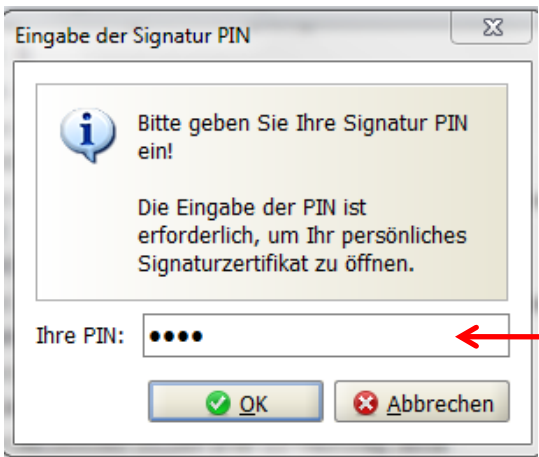 Eingabe der Signatur PIN
Bitte geben Sie Ihre Signatur PIN
ein!
Die Eingabe der PIN ist
erforderlich, um Ihr persönliches
Signaturzertifikat zu öffnen.
Ihre PIN: ••••
OK Abbrechen